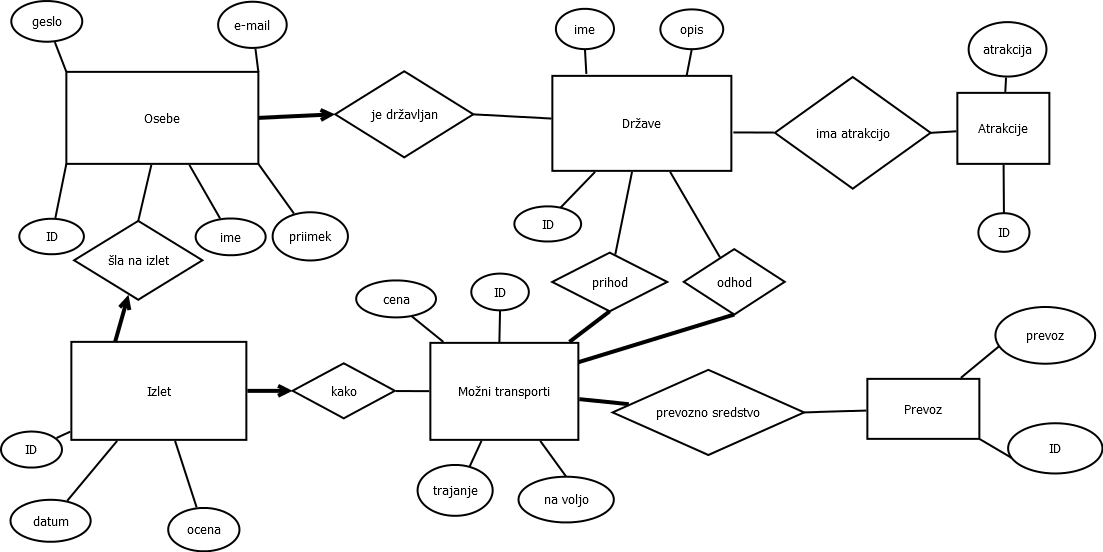 geslo
e-mail
ime
opis
atrakcija
Osebe
je državljan
Države
ima atrakcijo
Atrakcije
ID
šla na izlet
ime
priimek
ID
ID
prihod
odhod
cena
ID
prevoz
Izlet
kako
Možni transporti
prevozno sredstvo
Prevoz
ID
ID
trajanje
na voljo
datum
ocena